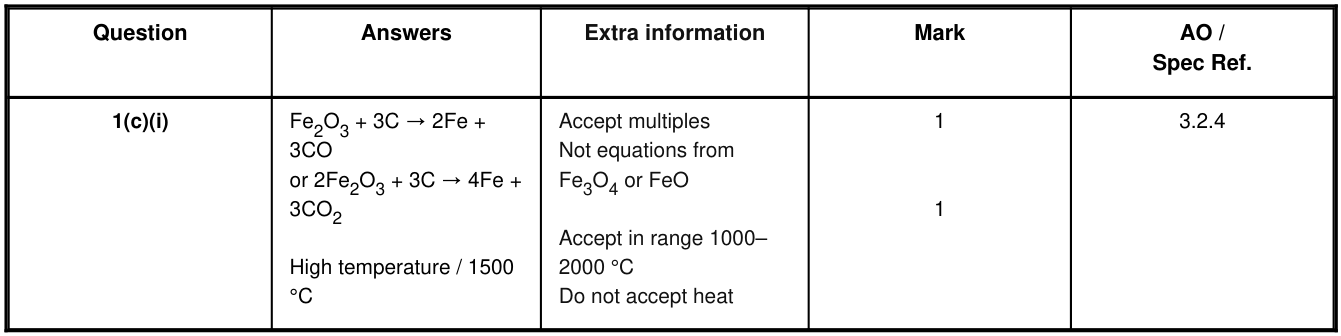 Question
Answers
Extra information
Mark
AO /
Spec Ref.
1(c)(i)
Fe₂O₃ + 3C → 2Fe +
3CO
or 2Fe₂O₃ + 3C → 4Fe +
3CO₂
High temperature / 1500
°C
Accept multiples
Not equations from
Fe₃O₄ or FeO
Accept in range 1000–
2000 °C
Do not accept heat
1
1
3.2.4